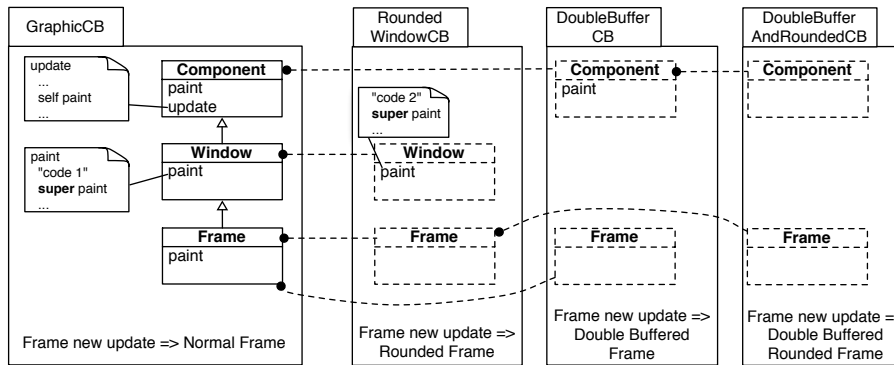 GraphicCB
update
...
self paint
...
Component
paint
update
paint
"code 1"
super paint
...
Window
paint
Frame
paint
Frame new update => Normal Frame
Rounded
WindowCB
"code 2"
super paint
...
Window
paint
Frame
Frame new update =>
Rounded Frame
DoubleBuffer
CB
Component
paint
Frame
Frame new update =>
Double Buffered
Frame
DoubleBuffer
AndRoundedCB
Component
Frame
Frame new update =
Double Buffered
Rounded Frame